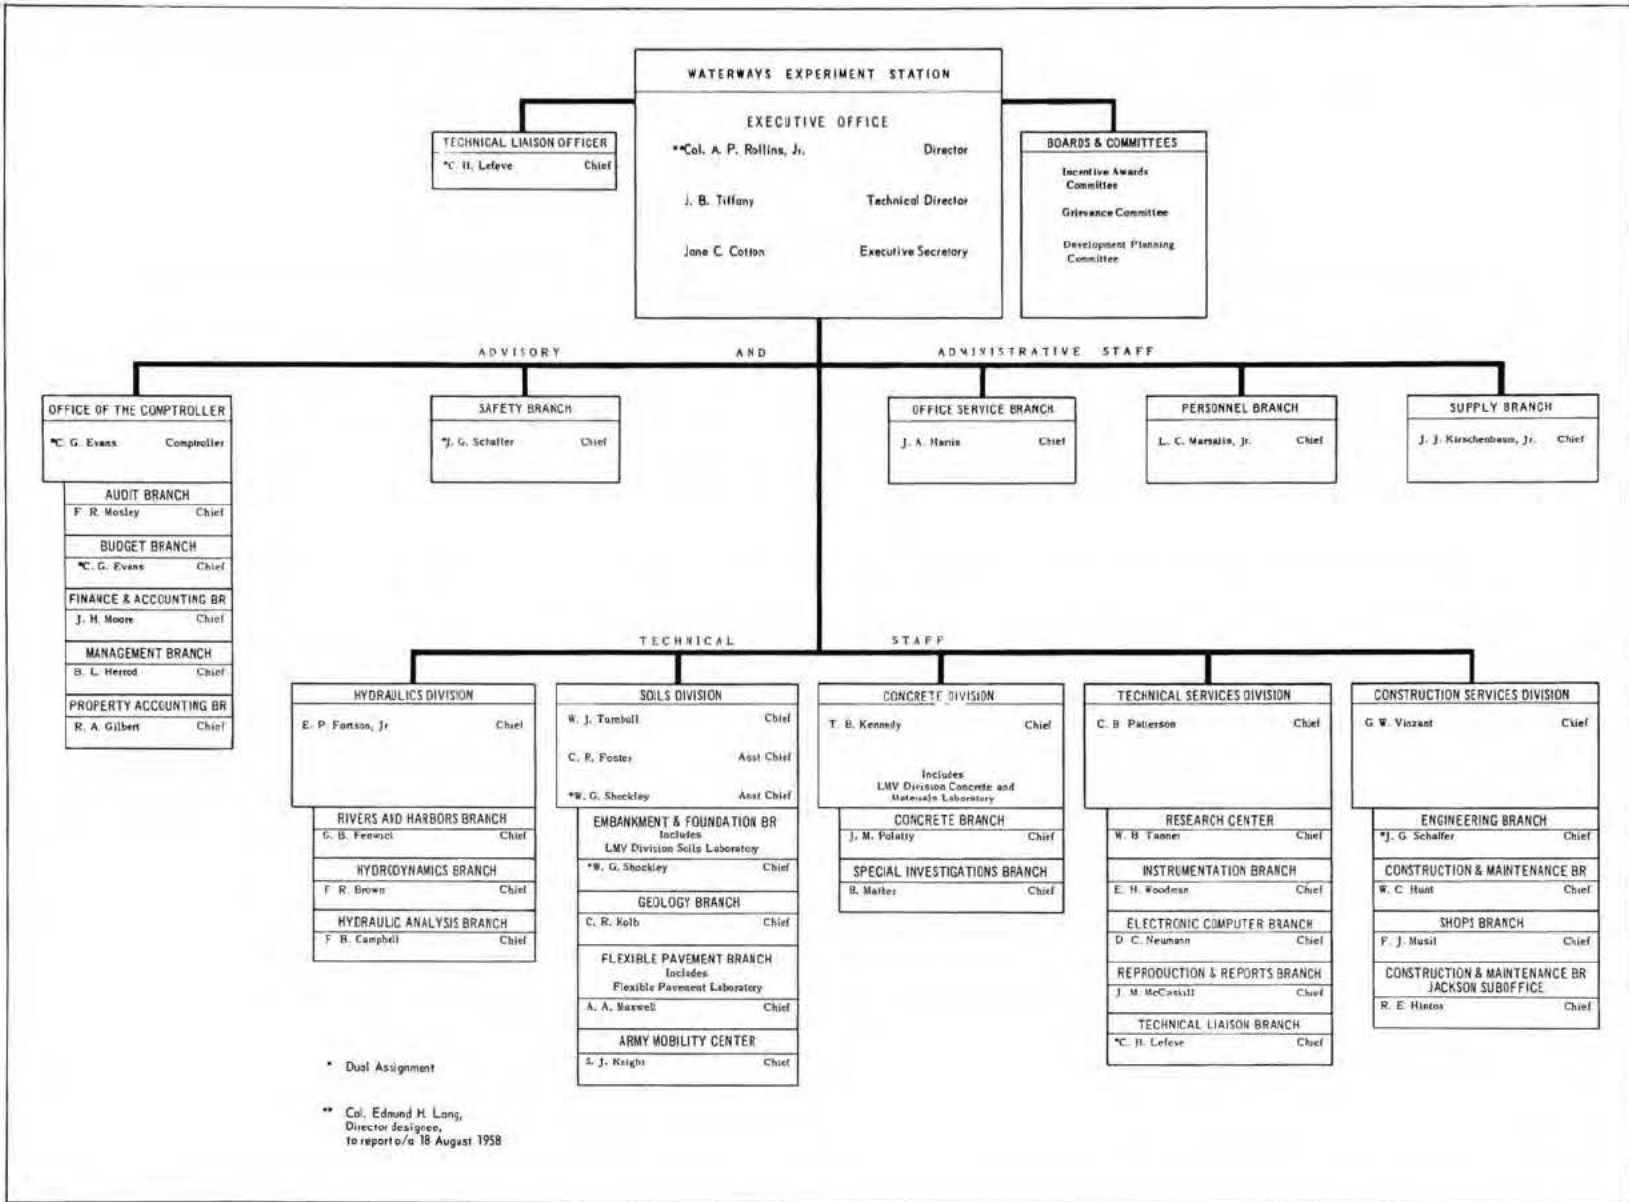 WATERWAYS EXPERIMENT STATION
EXECUTIVE OFFICE
**Col. A. P. Rollins, Jr. Director
J. B. Tiffany Technical Director
Jane C. Cotton Executive Secretary
TECHNICAL LIAISON OFFICER
*C. H. Lefeve Chief
BOARDS & COMMITTEES
Incentive Awards
Committee
Grievance Committee
Development Planning
Committee
ADVISORY AND ADMINISTRATIVE STAFF
OFFICE OF THE COMPTROLLER
*C. G. Evans Comptroller
AUDIT BRANCH
F. R. Mosley Chief
BUDGET BRANCH
*C. G. Evans Chief
FINANCE & ACCOUNTING BR
J. H. Moore Chief
MANAGEMENT BRANCH
B. L. Herrod Chief
PROPERTY ACCOUNTING BR
R. A. Gilbert Chief
SAFETY BRANCH
*J. G. Schaffer Chief
OFFICE SERVICE BRANCH
J. A. Chief
PERSONNEL BRANCH
L. C. Marsalis, Jr. Chief
SUPPLY BRANCH
J. J. Kirschenbaum, Jr. Chief
TECHNICAL STAFF
HYDRAULICS DIVISION
E. P. Fortson, Jr Chief
RIVERS AND HARBORS BRANCH
G. B. Fenwick Chief
HYDRODYNAMICS BRANCH
F R. Brown Chief
HYDRAULIC ANALYSIS BRANCH
F B. Campbell Chief
SOILS DIVISION
W. J. Turnbull Chief
C. R. Foster Asst Chief
*W. G. Shockley Asst Chief
EMBANKMENT & FOUNDATION BR
Includes
LMV Division Soils Laboratory
*W. G. Shockley Chief
GEOLOGY BRANCH
C. R. Kolb Chief
FLEXIBLE PAVEMENT BRANCH
Includes
Flexible Pavement Laboratory
A. A. Maxwell Chief
ARMY MOBILITY CENTER
S. J. Knight Chief
CONCRETE DIVISION
T. B. Kennedy Chief
Includes
LMV Division Concrete and
Materials Laboratory
CONCRETE BRANCH
J. M. Polatty Chief
SPECIAL INVESTIGATIONS BRANCH
B. Mather Chief
TECHNICAL SERVICES DIVISION
C. B Patterson Chief
RESEARCH CENTER
W. B Tanner Chief
INSTRUMENTATION BRANCH
E. H. Woodman Chief
ELECTRONIC COMPUTER BRANCH
D C. Neumann Chief
REPRODUCTION & REPORTS BRANCH
J. M McCaskill Chief
TECHNICAL LIAISON BRANCH
*C. H. Lefeve Chief
CONSTRUCTION SERVICES DIVISION
G W. Vinzant Chief
ENGINEERING BRANCH
*J. G. Schaffer Chief
CONSTRUCTION & MAINTENANCE BR
W. C Hunt Chief
SHOPS BRANCH
F. J. Musil Chief
CONSTRUCTION & MAINTENANCE BR
JACKSON SUBOFFICE
R. E. Hinton Chief
* Dual Assignment
** Col. Edmund H. Lang,
Director designee,
to report o/a 18 August 1958